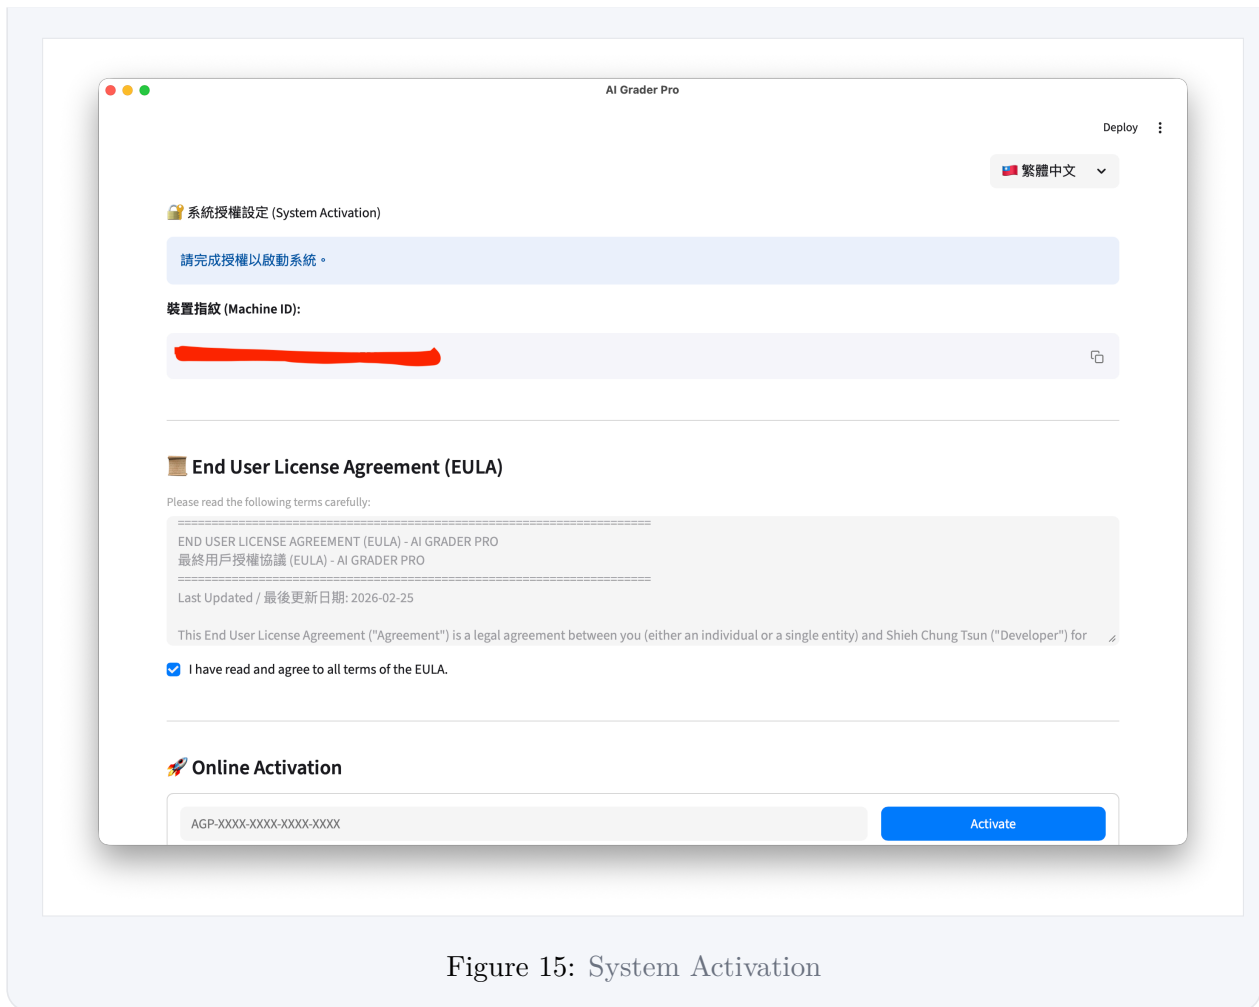 AI Grader Pro
Deploy
繁體中文
系統授權設定 (System Activation)
請完成授權以啟動系統。
裝置指紋 (Machine ID):
End User License Agreement (EULA)
Please read the following terms carefully:
======================================================================
END USER LICENSE AGREEMENT (EULA) - AI GRADER PRO
最終用戶授權協議 (EULA) - AI GRADER PRO
======================================================================
Last Updated / 最後更新日期: 2026-02-25
This End User License Agreement ("Agreement") is a legal agreement between you (either an individual or a single entity) and Shieh Chung Tsun ("Developer") for
I have read and agree to all terms of the EULA.
Online Activation
AGP-XXXX-XXXX-XXXX-XXXX
Activate
Figure 15: System Activation